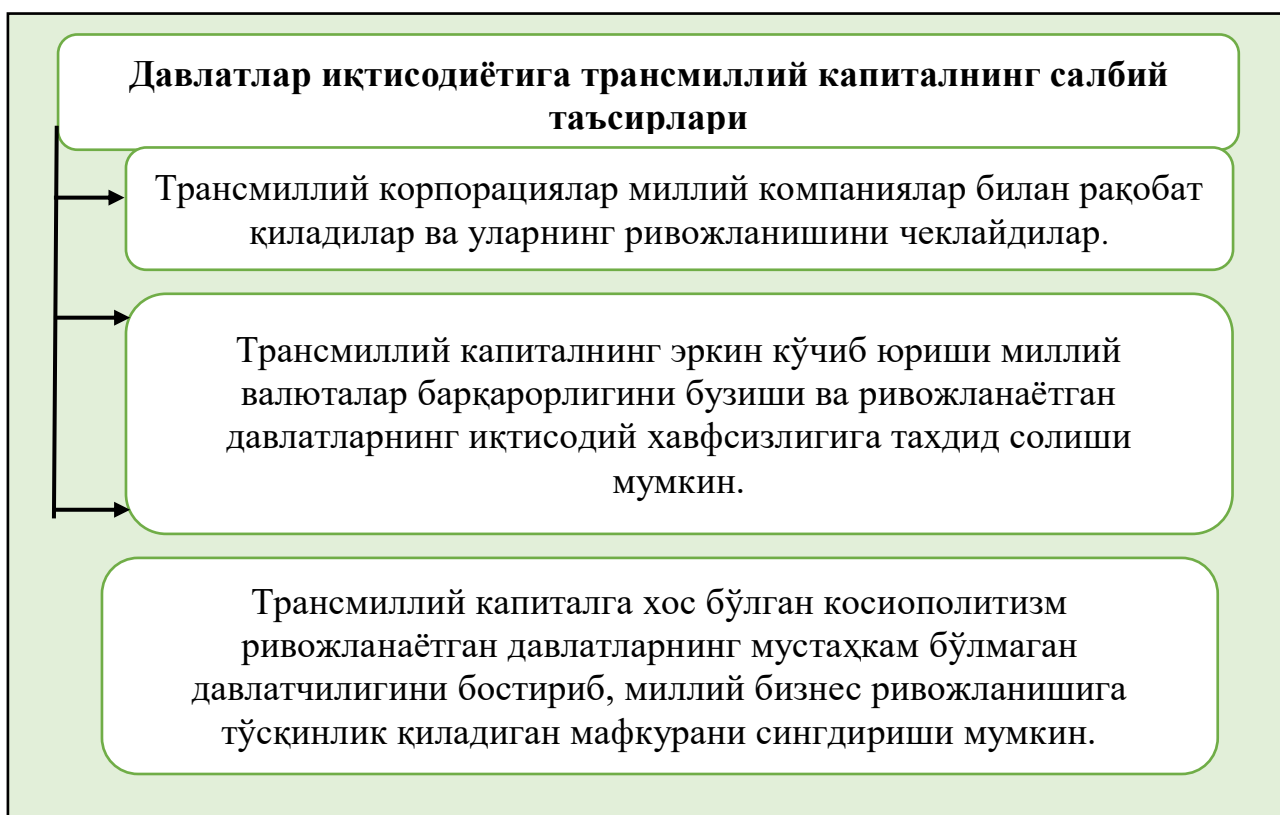 Давлатлар иқтисодиётига трансмиллий капиталнинг салбий
таъсирлари
Трансмиллий корпорациялар миллий компаниялар билан рақобат
қиладилар ва уларнинг ривожланишини чеклайдилар.
Трансмиллий капиталнинг эркин кўчиб юриши миллий
валюталар барқарорлигини бузиши ва ривожланаётган
давлатларнинг иқтисодий хавфсизлигига тахдид солиши
мумкин.
Трансмиллий капиталга хос бўлган косиополитизм
ривожланаётган давлатларнинг мустаҳкам бўлмаган
давлатчилигини бостириб, миллий бизнес ривожланишига
тўсқинлик қиладиган мафкурани сингдириши мумкин.